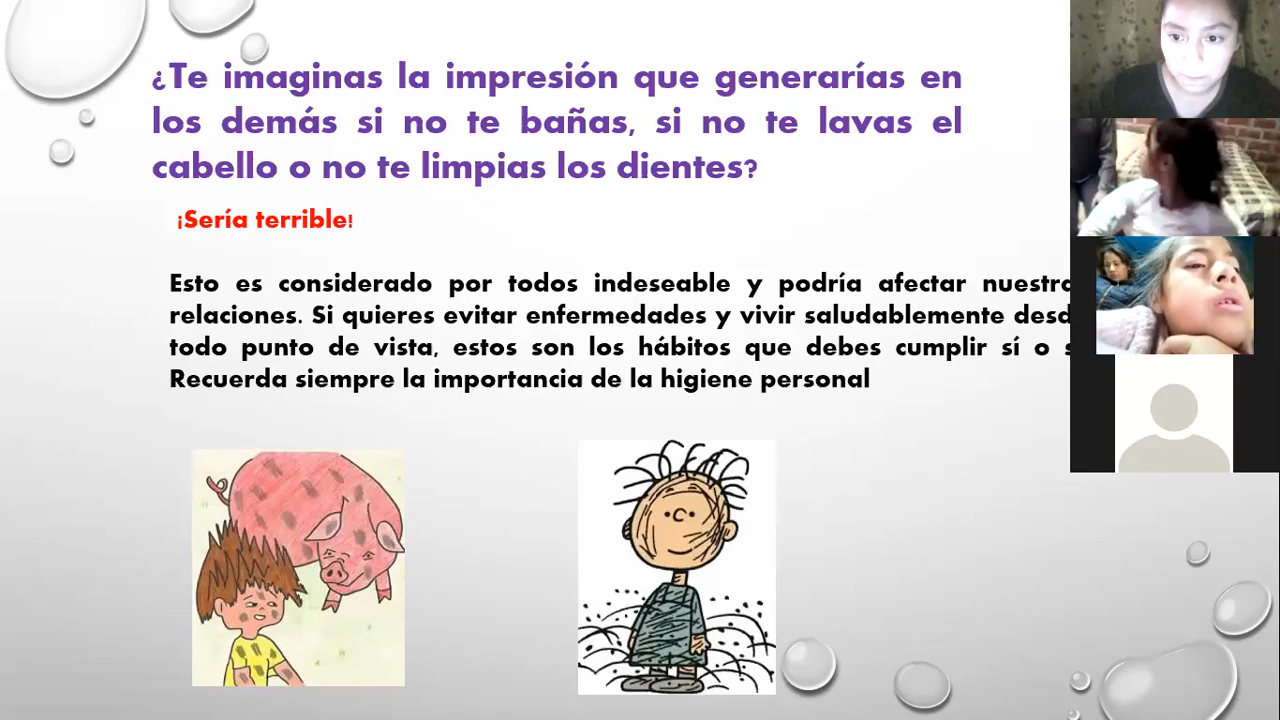 ¿Te imaginas la impresión que generarías en
los demás si no te bañas, si no te lavas el
cabello o no te limpias los dientes?
¡Sería terrible!
Esto es considerado por todos indeseable y podría afectar nuestra
relaciones. Si quieres evitar enfermedades y vivir saludablemente desd
todo punto de vista, estos son los hábitos que debes cumplir sí o s
Recuerda siempre la importancia de la higiene personal